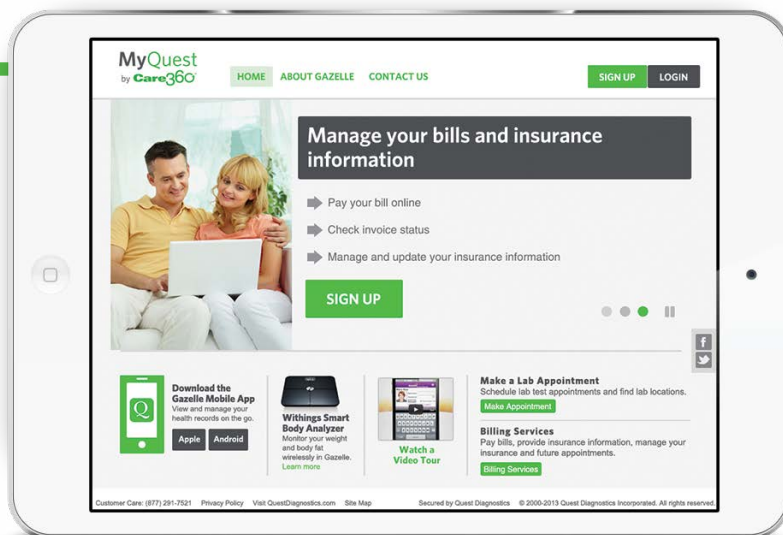 MyQuest
by Care360
HOME ABOUT GAZELLE CONTACT US
SIGN UP LOGIN
Manage your bills and insurance
information
Pay your bill online
Check invoice status
Manage and update your insurance information
SIGN UP
f
Q
Download the
Gazelle Mobile App
View and manage your
health records on the go.
Apple Android
Withings Smart
Body Analyzer
Monitor your weight
and body fat
wirelessly in Gazelle.
Learn more
Watch a
Video Tour
Make a Lab Appointment
Schedule lab test appointments and find lab locations.
Make Appointment
Billing Services
Pay bills, provide insurance information, manage your
insurance and future appointments.
Billing Services
Customer Care: (877) 291-7521 Privacy Policy Visit QuestDiagnostics.com Site Map Secured by Quest Diagnostics © 2000-2013 Quest Diagnostics Incorporated. All rights reserved.